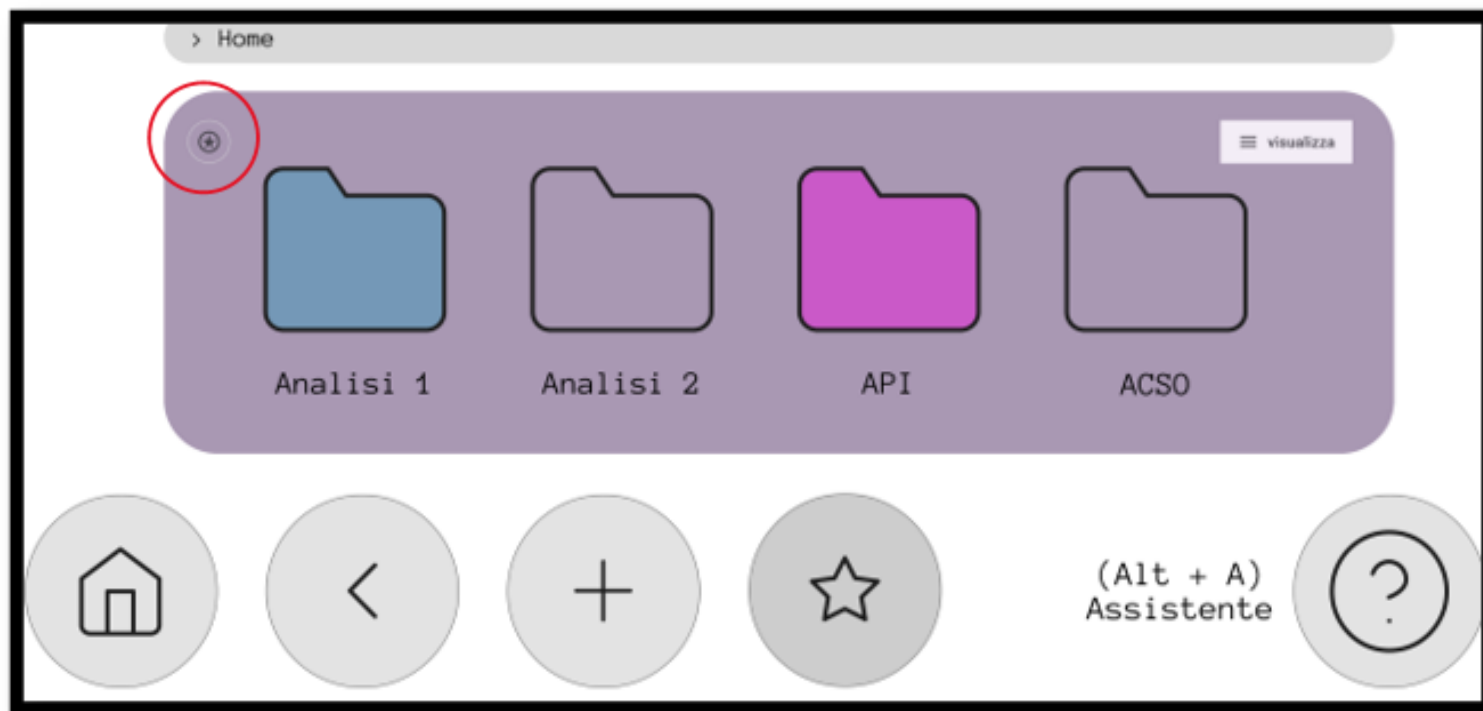 > Home
visualizza
Analisi 1
Analisi 2
API
ACSO
(Alt + A)
Assistente
?